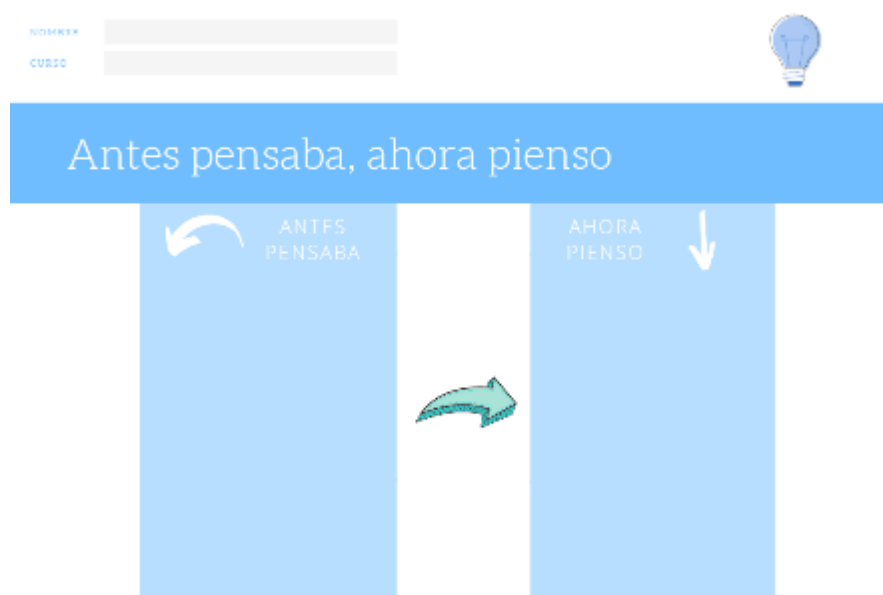 NOMBRE
CURSO
Antes pensaba, ahora pienso
ANTES
PENSABA
AHORA
PIENSO